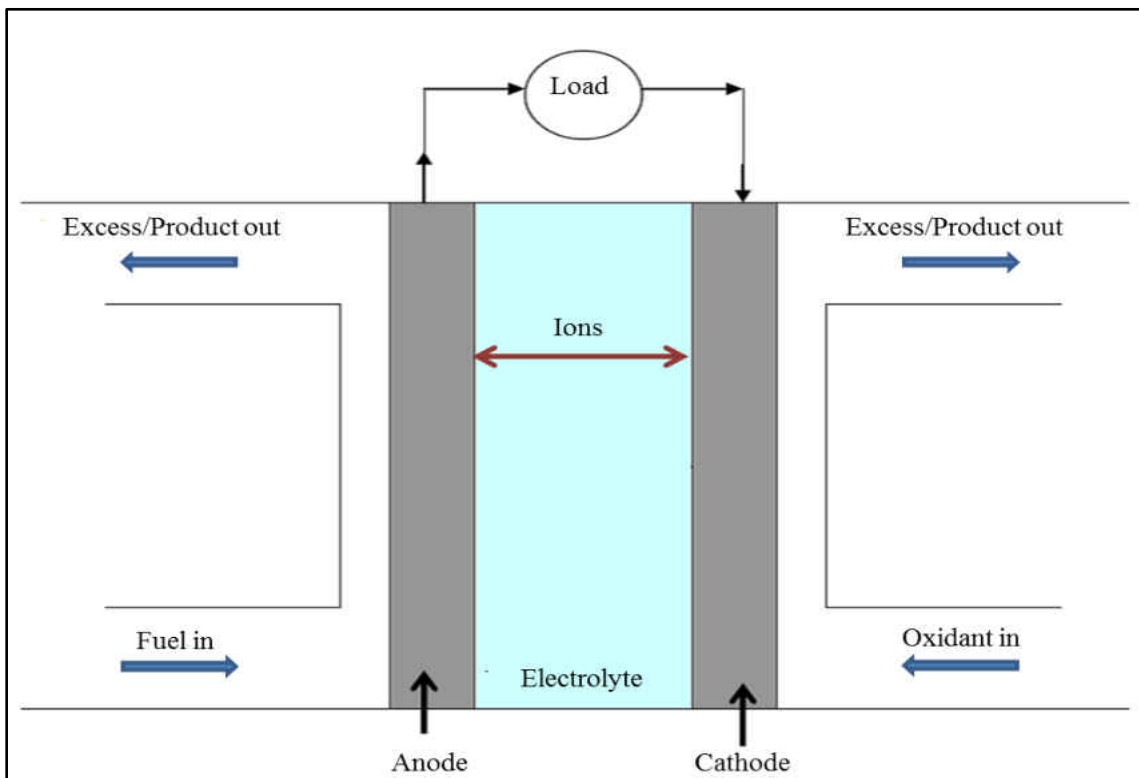 Load
Excess/Product out
Excess/Product out
Ions
Fuel in
Oxidant in
Electrolyte
Anode
Cathode